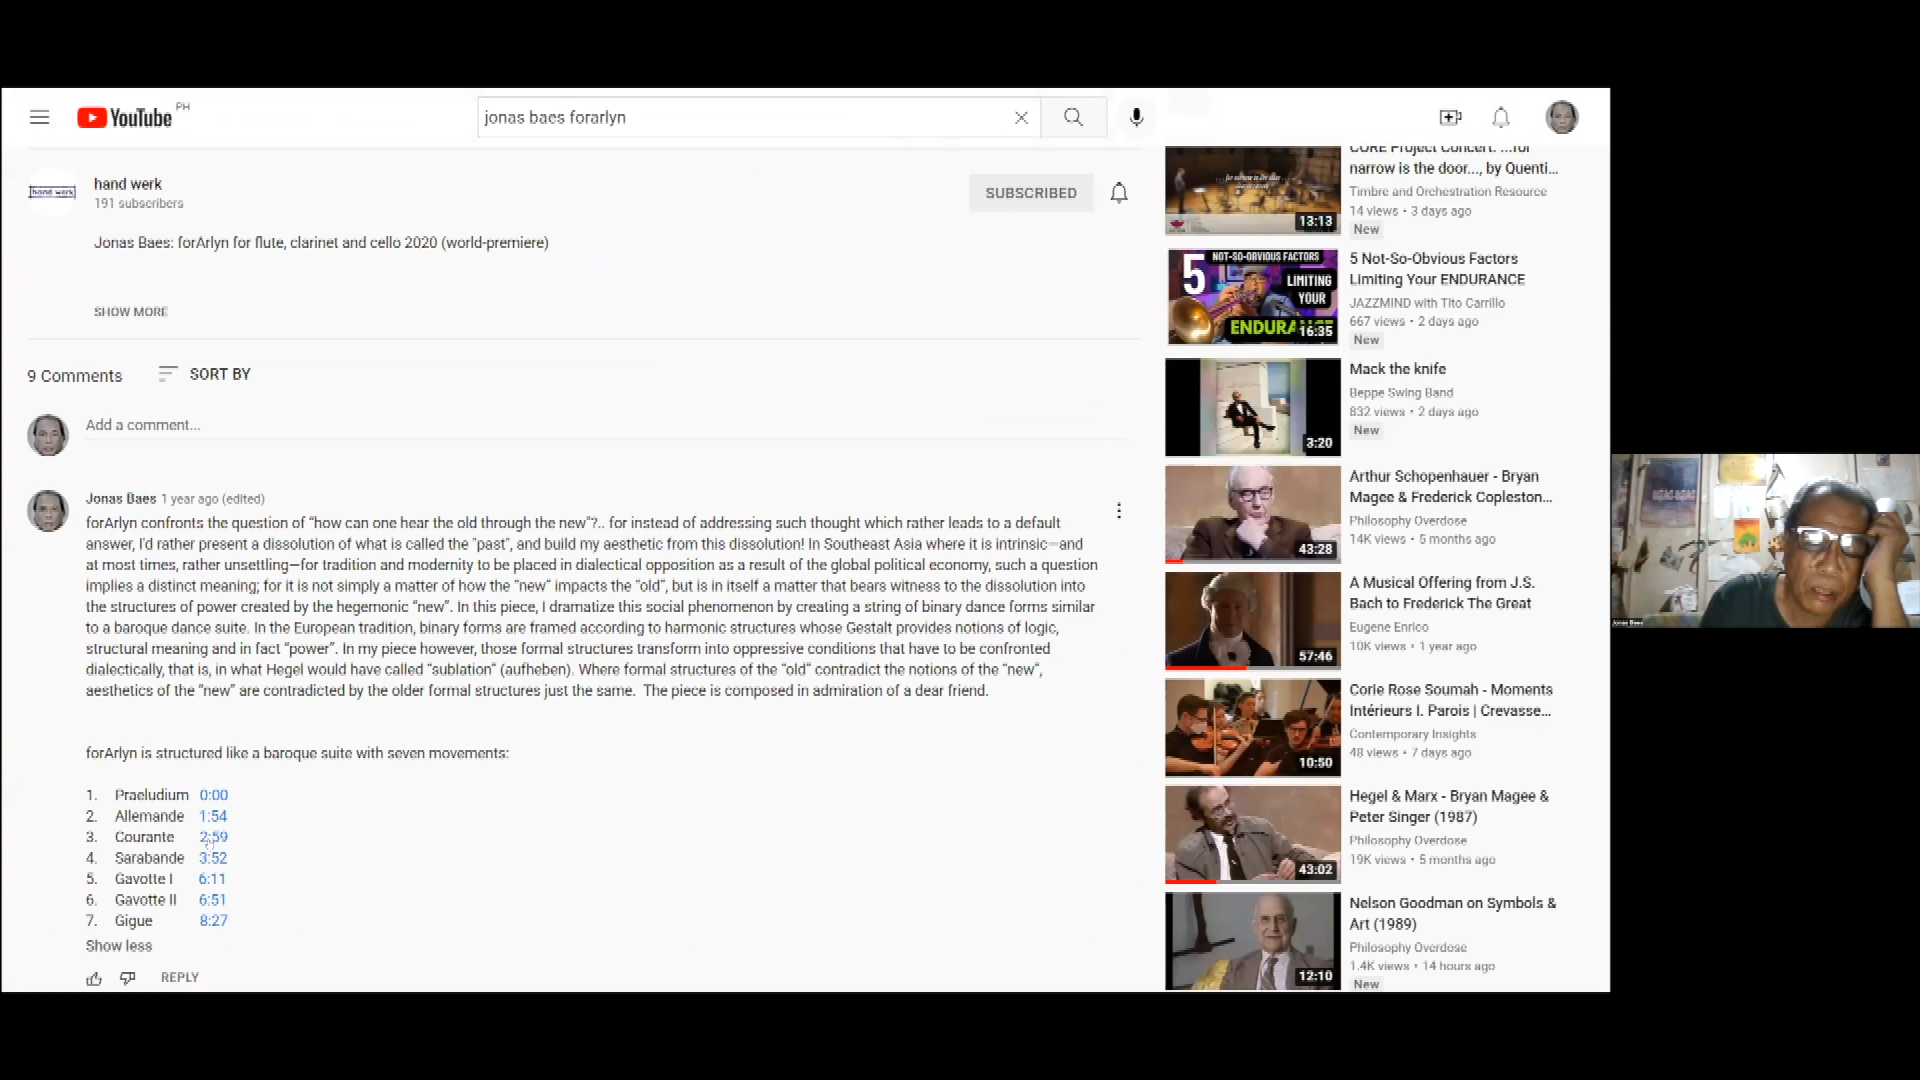 YouTube PH
jonas baes forarlyn
hand werk
hand werk
191 subscribers
SUBSCRIBED
Jonas Baes: forArlyn for flute, clarinet and cello 2020 (world-premiere)
SHOW MORE
9 Comments
SORT BY
Add a comment...
Jonas Baes 1 year ago (edited)
forArlyn confronts the question of “how can one hear the old through the new”?.. for instead of addressing such thought which rather leads to a default
answer, I'd rather present a dissolution of what is called the “past”, and build my aesthetic from this dissolution! In Southeast Asia where it is intrinsic—and
at most times, rather unsettling—for tradition and modernity to be placed in dialectical opposition as a result of the global political economy, such a question
implies a distinct meaning; for it is not simply a matter of how the “new” impacts the “old”, but is in itself a matter that bears witness to the dissolution into
the structures of power created by the hegemonic “new”. In this piece, I dramatize this social phenomenon by creating a string of binary dance forms similar
to a baroque dance suite. In the European tradition, binary forms are framed according to harmonic structures whose Gestalt provides notions of logic,
structural meaning and in fact “power”. In my piece however, those formal structures transform into oppressive conditions that have to be confronted
dialectically, that is, in what Hegel would have called “sublation” (aufheben). Where formal structures of the “old” contradict the notions of the “new”,
aesthetics of the “new” are contradicted by the older formal structures just the same. The piece is composed in admiration of a dear friend.
forArlyn is structured like a baroque suite with seven movements:
1. Praeludium 0:00
2. Allemande 1:54
3. Courante 2:59
4. Sarabande 3:52
5. Gavotte I 6:11
6. Gavotte II 6:51
7. Gigue 8:27
Show less
REPLY
13:13
CORE Project Concert: ...for
narrow is the door..., by Quenti...
Timbre and Orchestration Resource
14 views • 3 days ago
New
5 NOT-SO-OBVIOUS FACTORS
LIMITING
YOUR
16:35
5 Not-So-Obvious Factors
Limiting Your ENDURANCE
JAZZMIND with Tito Carrillo
667 views • 2 days ago
New
3:20
Mack the knife
Beppe Swing Band
832 views • 2 days ago
New
43:28
Arthur Schopenhauer - Bryan
Magee & Frederick Copleston...
Philosophy Overdose
14K views • 5 months ago
57:46
A Musical Offering from J.S.
Bach to Frederick The Great
Eugene Enrico
10K views • 1 year ago
10:50
Corie Rose Soumah - Moments
Intérieurs I. Parois | Crevasse...
Contemporary Insights
48 views • 7 days ago
43:02
Hegel & Marx - Bryan Magee &
Peter Singer (1987)
Philosophy Overdose
19K views • 5 months ago
12:10
Nelson Goodman on Symbols &
Art (1989)
Philosophy Overdose
1.4K views • 14 hours ago
New
Jonas Baes